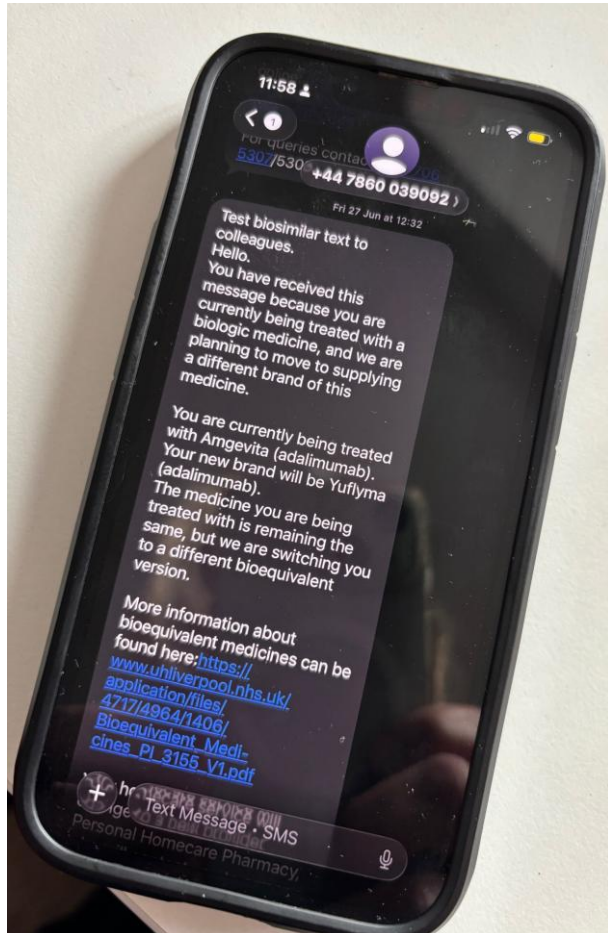 11:58
1
For queries contac 706
5307/530
+44 7860 039092 >
Fri 27 Jun at 12:32
Test biosimilar text to
colleagues.
Hello.
You have received this
message because you are
currently being treated with a
biologic medicine, and we are
planning to move to supplying
a different brand of this
medicine.
You are currently being treated
with Amgevita (adalimumab).
Your new brand will be Yuflyma
(adalimumab).
The medicine you are being
treated with is remaining the
same, but we are switching you
to a different bioequivalent
version.
More information about
bioequivalent medicines can be
found here:https://
www.uhliverpool.nhs.uk/
application/files/
4717/4964/1406/
Bioequivalent_Medi-
cines_PI_3155_V1.pdf
Text Message • SMS
Personal Homecare Pharmacy,